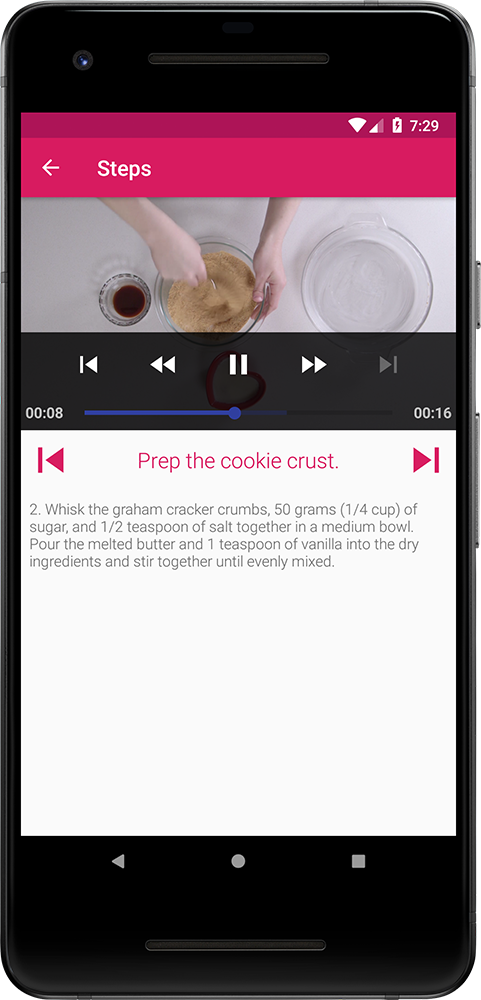 7:29
Steps
00:08
00:16
Prep the cookie crust.
2. Whisk the graham cracker crumbs, 50 grams (1/4 cup) of
sugar, and 1/2 teaspoon of salt together in a medium bowl.
Pour the melted butter and 1 teaspoon of vanilla into the dry
ingredients and stir together until evenly mixed.